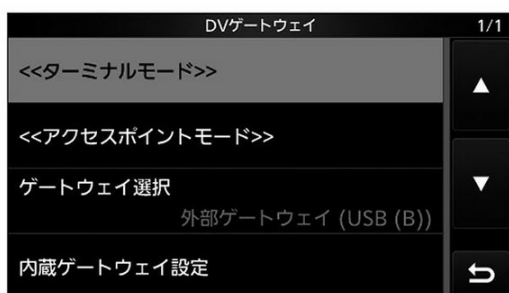 DVゲートウェイ 1/1
<<ターミナルモード>>
<<アクセスポイントモード>>
ゲートウェイ選択
外部ゲートウェイ (USB (B))
内蔵ゲートウェイ設定